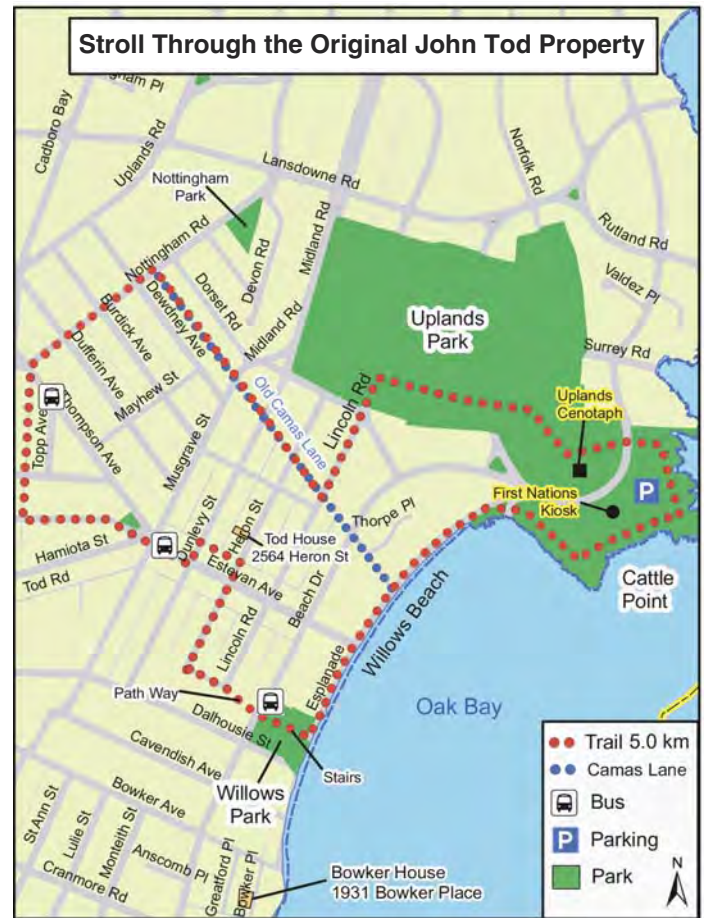 Stroll Through the Original John Tod Property
gham Pl
Cadboro Bay
Uplands Rd
Lansdowne Rd
Norfolk Rd
Nottingham
Park
Midland Rd
Rutland Rd
Nottingham Rd
Devon Rd
Valdez Pl
Dorset Rd
Dewdney Ave
Burdick Ave
Uplands
Park
Midland Rd
Surrey Rd
Dufferin Ave
Mayhew St
Lincoln Rd
Uplands
Cenotaph
Old Camas Lane
Topp Ave
Thompson Ave
Musgrave St
First Nations
Kiosk
P
Thorpe Pl
Dunlevy St
Heron St
Tod House
2564 Heron St
Hamiota St
Estevan Ave
Tod Rd
Cattle
Point
Beach Dr
Willows Beach
Lincoln Rd
Esplanade
Path Way
Oak Bay
Dalhousie St
Stairs
Cavendish Ave
Willows
Park
Bowker Ave
St Ann St
Lulie St
Monteith St
Anscomb Pl
Cranmore Rd
Greatford Pl
Bowker Pl
Bowker House
1931 Bowker Place
Trail 5.0 km
Camas Lane
Bus
P Parking
Park
N